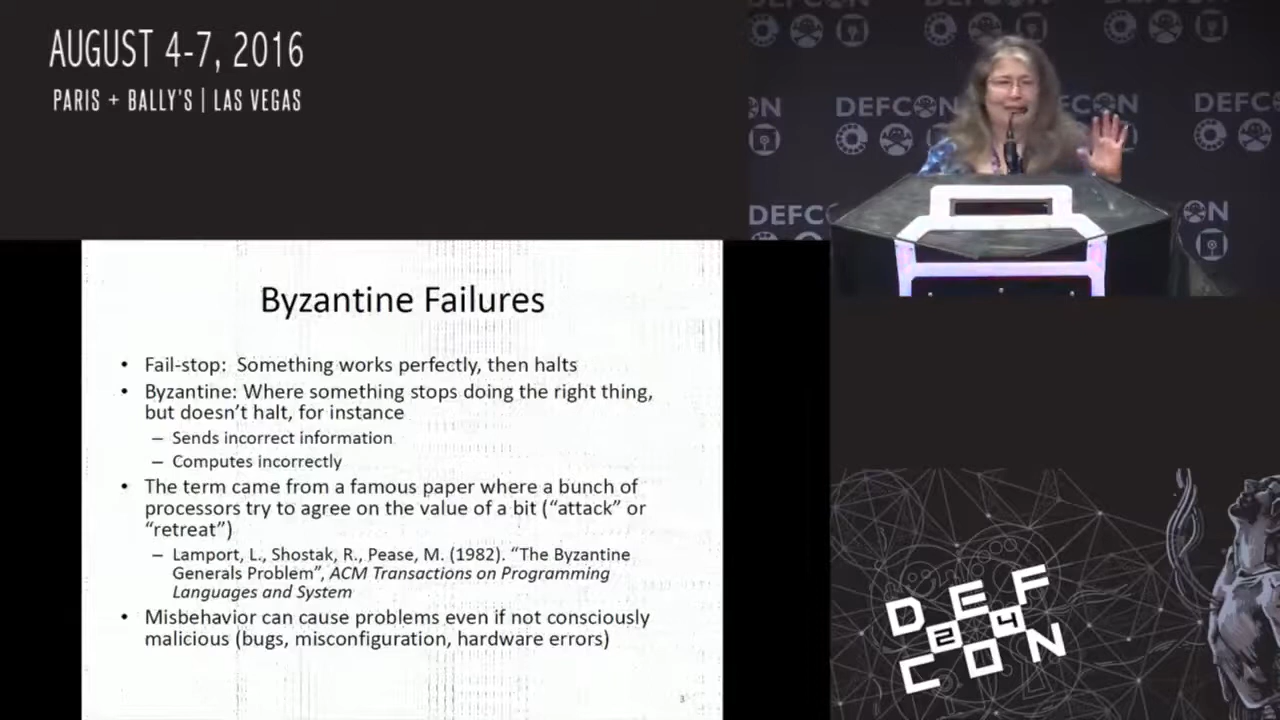 AUGUST 4-7, 2016
PARIS + BALLY'S | LAS VEGAS
DEFCON
DEFCON
DEFCON
Byzantine Failures
• Fail-stop: Something works perfectly, then halts
• Byzantine: Where something stops doing the right thing,
but doesn't halt, for instance
– Sends incorrect information
– Computes incorrectly
• The term came from a famous paper where a bunch of
processors try to agree on the value of a bit ("attack" or
"retreat")
– Lamport, L., Shostak, R., Pease, M. (1982). "The Byzantine
Generals Problem", ACM Transactions on Programming
Languages and System
• Misbehavior can cause problems even if not consciously
malicious (bugs, misconfiguration, hardware errors)
3
DEF
24
CON